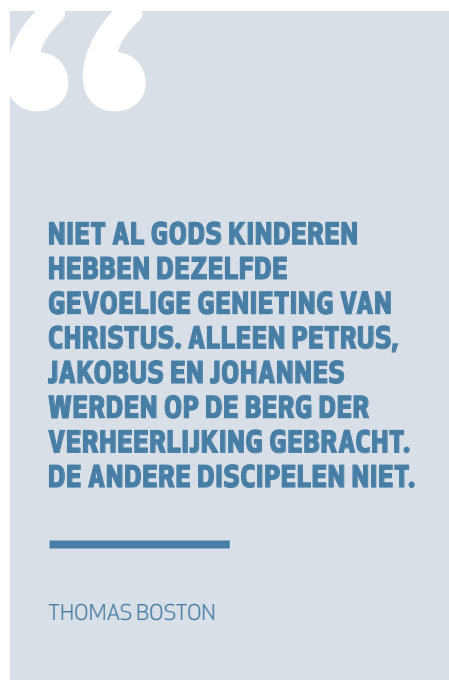 “
NIET AL GODS KINDEREN
HEBBEN DEZELFDE
GEVOELIGE GENIETING VAN
CHRISTUS. ALLEEN PETRUS,
JAKOBUS EN JOHANNES
WERDEN OP DE BERG DER
VERHEERLIJKING GEBRACHT.
DE ANDERE DISCIPELEN NIET.
THOMAS BOSTON